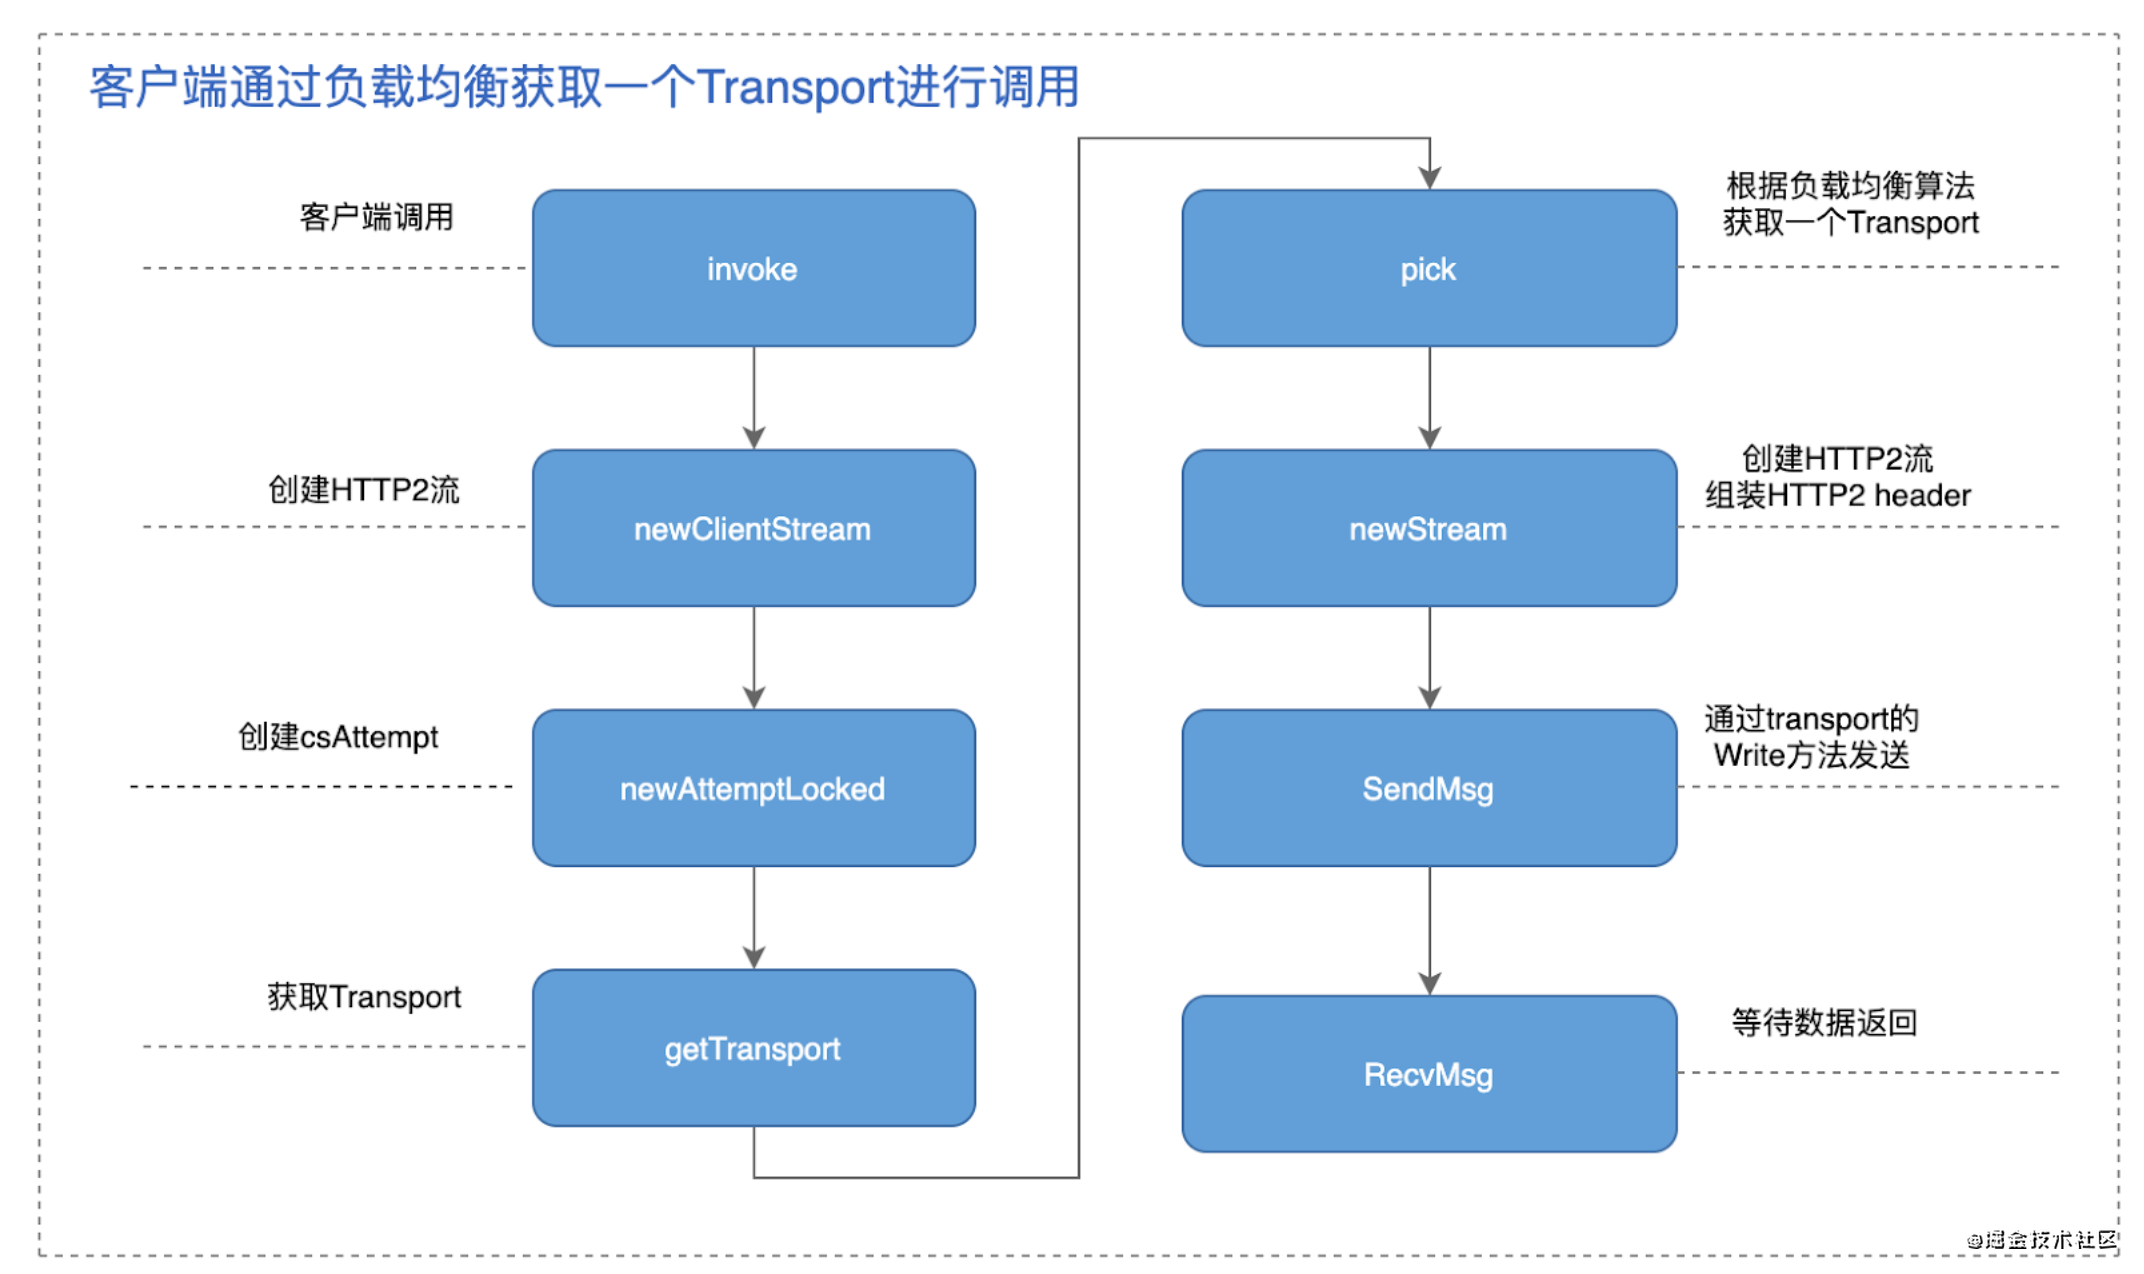 客户端通过负载均衡获取一个Transport进行调用
客户端调用
invoke
创建HTTP2流
newClientStream
创建csAttempt
newAttemptLocked
获取Transport
getTransport
根据负载均衡算法
获取一个Transport
pick
创建HTTP2流
组装HTTP2 header
newStream
通过transport的
Write方法发送
SendMsg
等待数据返回
RecvMsg
@掘金技术社区